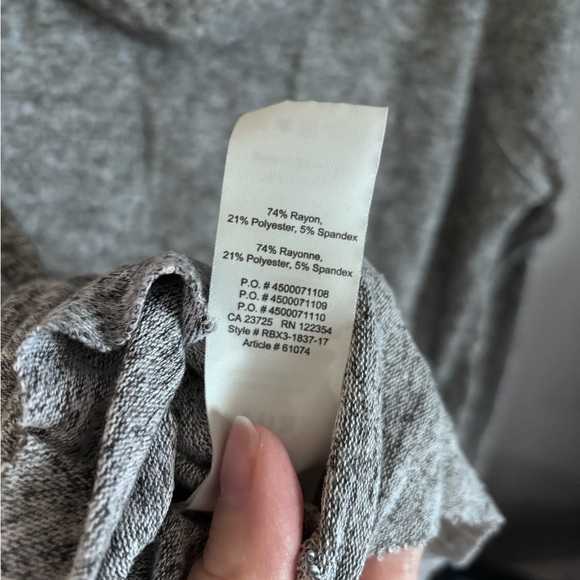 74% Rayon,
21% Polyester, 5% Spandex
74% Rayonne,
21% Polyester, 5% Spandex
P.O. # 4500071108
P.O. # 4500071109
P.O. # 4500071110
CA 23725 RN 122354
Style # RBX3-1837-17
Article # 61074